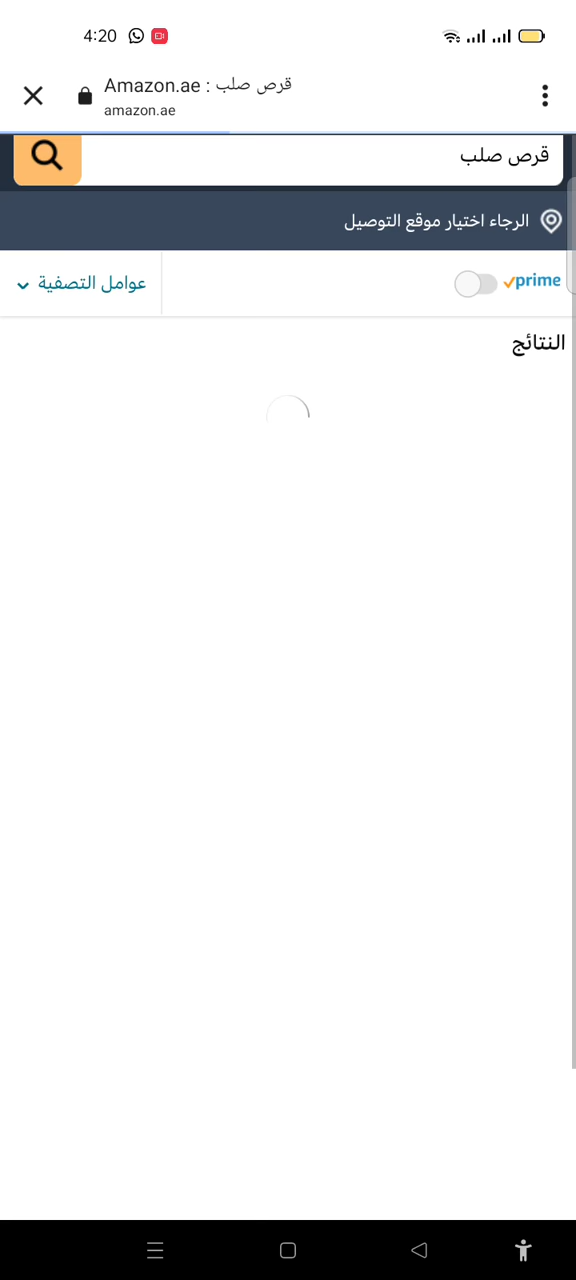 4:20
Amazon.ae : قرص صلب
amazon.ae
قرص صلب
الرجاء اختيار موقع التوصيل
prime
عوامل التصفية
النتائج